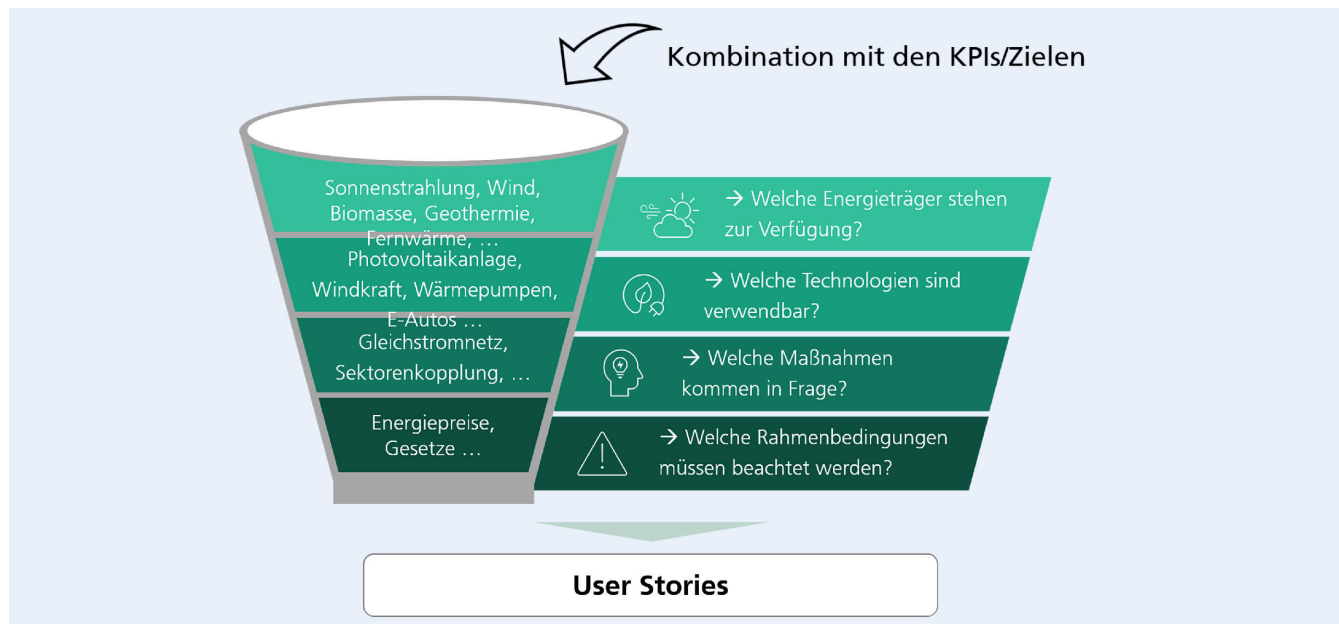 Kombination mit den KPIs/Zielen
Sonnenstrahlung, Wind,
Biomasse, Geothermie,
Fernwärme, …
→ Welche Energieträger stehen
zur Verfügung?
Photovoltaikanlage,
Windkraft, Wärmepumpen,
E-Autos …
→ Welche Technologien sind
verwendbar?
Gleichstromnetz,
Sektorenkopplung, …
→ Welche Maßnahmen
kommen in Frage?
Energiepreise,
Gesetze …
→ Welche Rahmenbedingungen
müssen beachtet werden?
User Stories